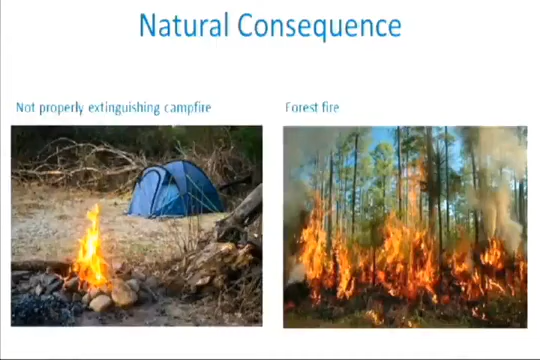 Natural Consequence
Not properly extinguishing campfire
Forest fire